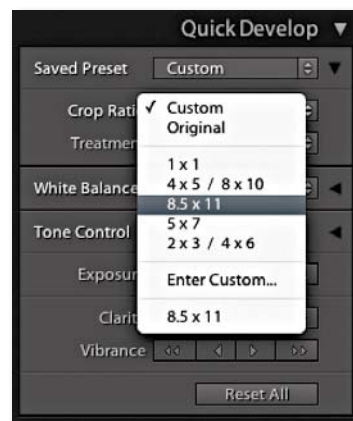 Quick Develop
Saved Preset Custom
Crop Rati ✓ Custom
Original
Treatmen
1 x 1
White Balance 4 x 5 / 8 x 10
8.5 x 11
5 x 7
Tone Control 2 x 3 / 4 x 6
Exposur Enter Custom...
Clarit 8.5 x 11
Vibrance
Reset All